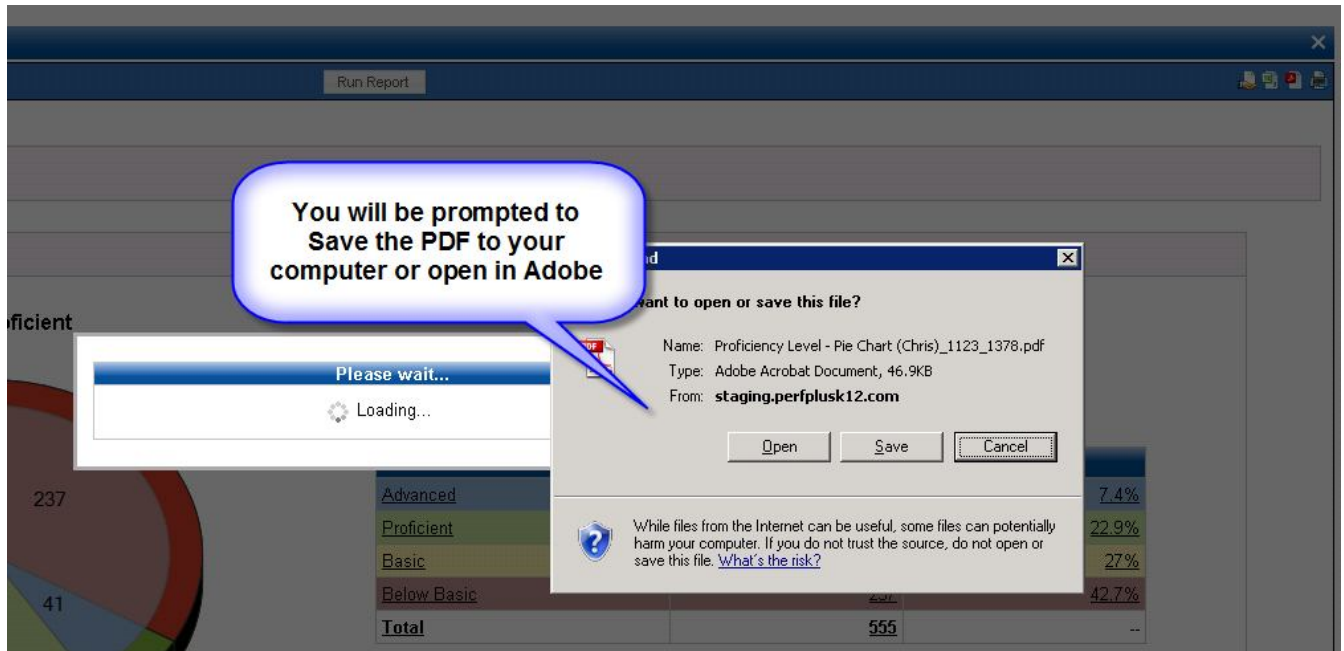 Run Report
You will be prompted to
Save the PDF to your
computer or open in Adobe
want to open or save this file?
Name: Proficiency Level - Pie Chart (Chris)_1123_1378.pdf
Type: Adobe Acrobat Document, 46.9KB
From: staging.perfplusk12.com
Open Save Cancel
While files from the Internet can be useful, some files can potentially
harm your computer. If you do not trust the source, do not open or
save this file. What's the risk?
oficient
Please wait...
Loading...
237
41
Advanced 7.4%
Proficient 22.9%
Basic 27%
Below Basic 237 42.7%
Total 555 --